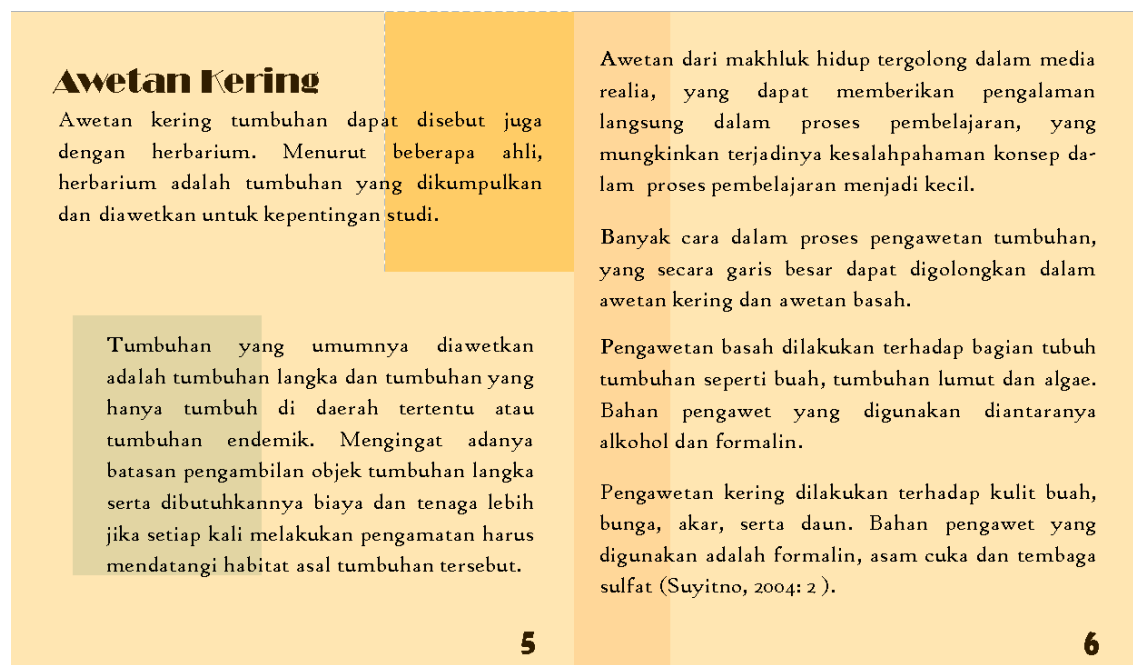 Awetan Kering
Awetan kering tumbuhan dapat disebut juga
dengan herbarium. Menurut beberapa ahli,
herbarium adalah tumbuhan yang dikumpulkan
dan diawetkan untuk kepentingan studi.
Tumbuhan yang umumnya diawetkan
adalah tumbuhan langka dan tumbuhan yang
hanya tumbuh di daerah tertentu atau
tumbuhan endemik. Mengingat adanya
batasan pengambilan objek tumbuhan langka
serta dibutuhkannya biaya dan tenaga lebih
jika setiap kali melakukan pengamatan harus
mendatangi habitat asal tumbuhan tersebut.
5
Awetan dari makhluk hidup tergolong dalam media
realia, yang dapat memberikan pengalaman
langsung dalam proses pembelajaran, yang
mungkinkan terjadinya kesalahpahaman konsep da-
lam proses pembelajaran menjadi kecil.
Banyak cara dalam proses pengawetan tumbuhan,
yang secara garis besar dapat digolongkan dalam
awetan kering dan awetan basah.
Pengawetan basah dilakukan terhadap bagian tubuh
tumbuhan seperti buah, tumbuhan lumut dan algae.
Bahan pengawet yang digunakan diantaranya
alkohol dan formalin.
Pengawetan kering dilakukan terhadap kulit buah,
bunga, akar, serta daun. Bahan pengawet yang
digunakan adalah formalin, asam cuka dan tembaga
sulfat (Suyitno, 2004: 2 ).
6